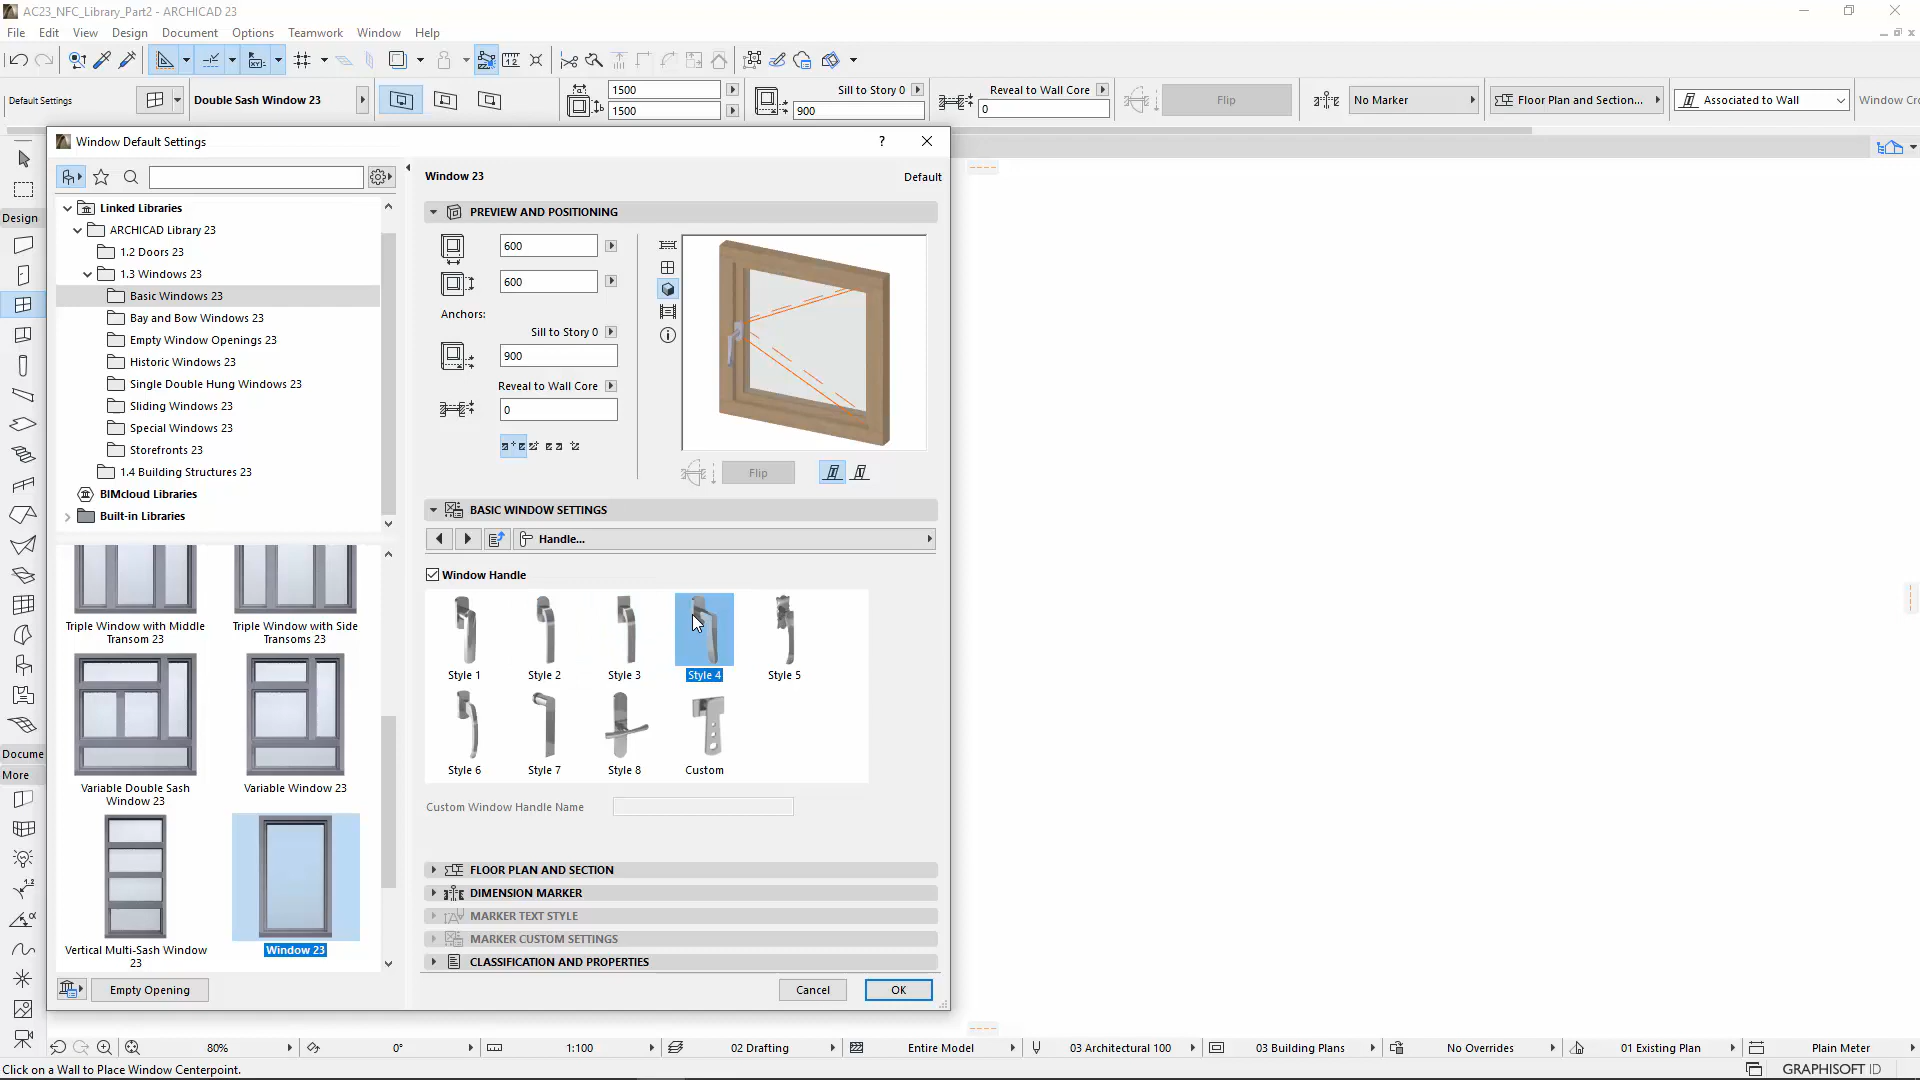 AC23_NFC_Library_Part2 - ARCHICAD 23
File Edit View Design Document Options Teamwork Window Help
Default Settings
Double Sash Window 23
1500
1500
Sill to Story 0
900
Reveal to Wall Core
0
Flip
No Marker
Floor Plan and Section...
Associated to Wall
Window Cr
Window Default Settings
?
Design
Docume
More
Linked Libraries
ARCHICAD Library 23
1.2 Doors 23
1.3 Windows 23
Basic Windows 23
Bay and Bow Windows 23
Empty Window Openings 23
Historic Windows 23
Single Double Hung Windows 23
Sliding Windows 23
Special Windows 23
Storefronts 23
1.4 Building Structures 23
BIMcloud Libraries
Built-in Libraries
Triple Window with Middle
Transom 23
Triple Window with Side
Transoms 23
Variable Double Sash
Window 23
Variable Window 23
Vertical Multi-Sash Window
23
Window 23
Empty Opening
Window 23
Default
PREVIEW AND POSITIONING
600
600
Anchors:
Sill to Story 0
900
Reveal to Wall Core
0
Flip
BASIC WINDOW SETTINGS
Handle...
Window Handle
Style 1
Style 2
Style 3
Style 4
Style 5
Style 6
Style 7
Style 8
Custom
Custom Window Handle Name
FLOOR PLAN AND SECTION
DIMENSION MARKER
MARKER TEXT STYLE
MARKER CUSTOM SETTINGS
CLASSIFICATION AND PROPERTIES
Cancel
OK
80%
0°
1:100
02 Drafting
Entire Model
03 Architectural 100
03 Building Plans
No Overrides
01 Existing Plan
Plain Meter
Click on a Wall to Place Window Centerpoint.
GRAPHISOFT ID